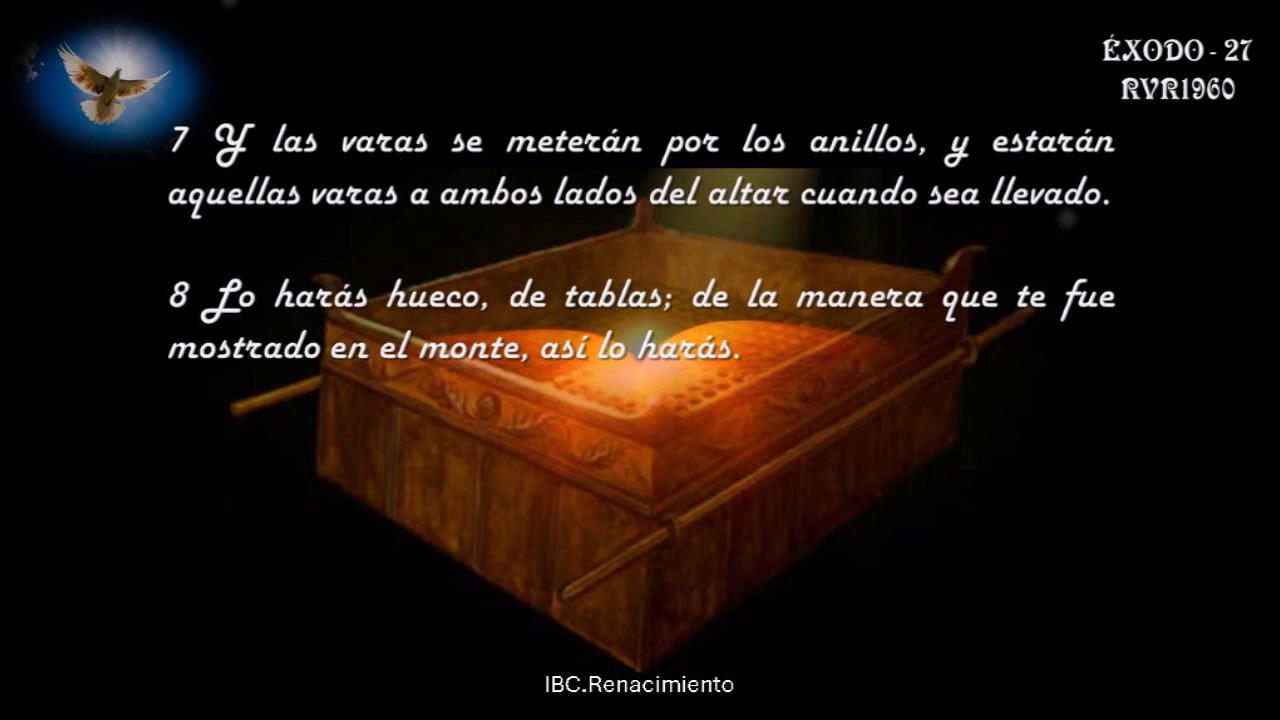 ÉXODO - 27
RVR1960
7 Y las varas se meterán por los anillos, y estarán
aquellas varas a ambos lados del altar cuando sea llevado.
8 Lo harás hueco, de tablas; de la manera que te fue
mostrado en el monte, así lo harás.
IBC.Renacimiento